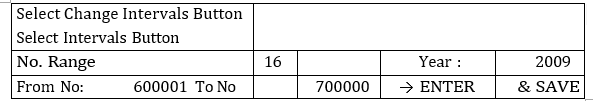 Select Change Intervals Button
Select Intervals Button
No. Range 16 Year : 2009
From No: 600001 To No 700000 → ENTER & SAVE